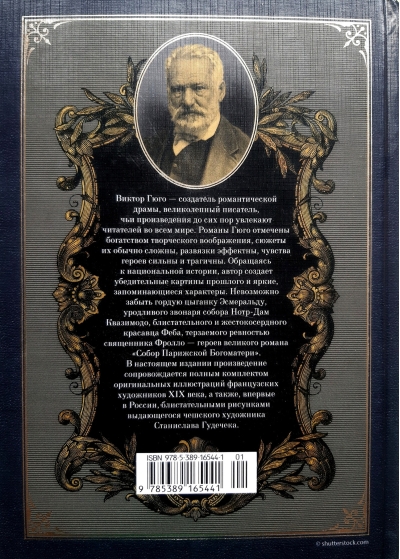 Виктор Гюго — создатель романтической
драмы, великолепный писатель,
чьи произведения до сих пор увлекают
читателей во всем мире. Романы Гюго отмечены
богатством творческого воображения, сюжеты
их обычно сложны, развязки эффектны, чувства
героев сильны и трагичны. Обращаясь
к национальной истории, автор создает
убедительные картины прошлого и яркие,
запоминающиеся характеры. Невозможно
забыть гордую цыганку Эсмеральду,
уродливого звонаря собора Нотр-Дам
Квазимодо, блистательного и жестокосердного
красавца Феба, терзаемого ревностью
священника Фролло — героев великого романа
«Собор Парижской Богоматери».
В настоящем издании произведение
сопровождается полным комплектом
оригинальных иллюстраций французских
художников XIX века, а также, впервые
в России, блистательными рисунками
выдающегося чешского художника
Станислава Гудечека.
ISBN 978-5-389-16544-1 01
9 785389 165441
© shutterstock.com